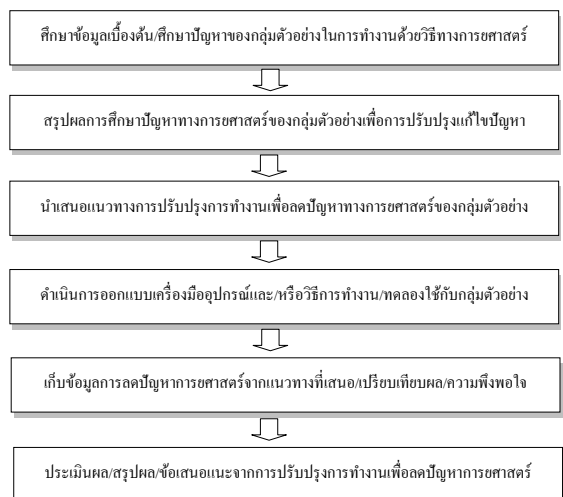 ศึกษาข้อมูลเบื้องต้น/ศึกษาปัญหาของกลุ่มตัวอย่างในการทำงานด้วยวิธีทางการยศาสตร์
สรุปผลการศึกษาปัญหาทางการยศาสตร์ของกลุ่มตัวอย่างเพื่อการปรับปรุงแก้ไขปัญหา
นำเสนอแนวทางการปรับปรุงการทำงานเพื่อลดปัญหาทางการยศาสตร์ของกลุ่มตัวอย่าง
ดำเนินการออกแบบเครื่องมืออุปกรณ์และ/หรือวิธีการทำงาน/ทดลองใช้กับกลุ่มตัวอย่าง
เก็บข้อมูลการลดปัญหาการยศาสตร์จากแนวทางที่เสนอ/เปรียบเทียบผล/ความพึงพอใจ
ประเมินผล/สรุปผล/ข้อเสนอแนะจากการปรับปรุงการทำงานเพื่อลดปัญหาการยศาสตร์